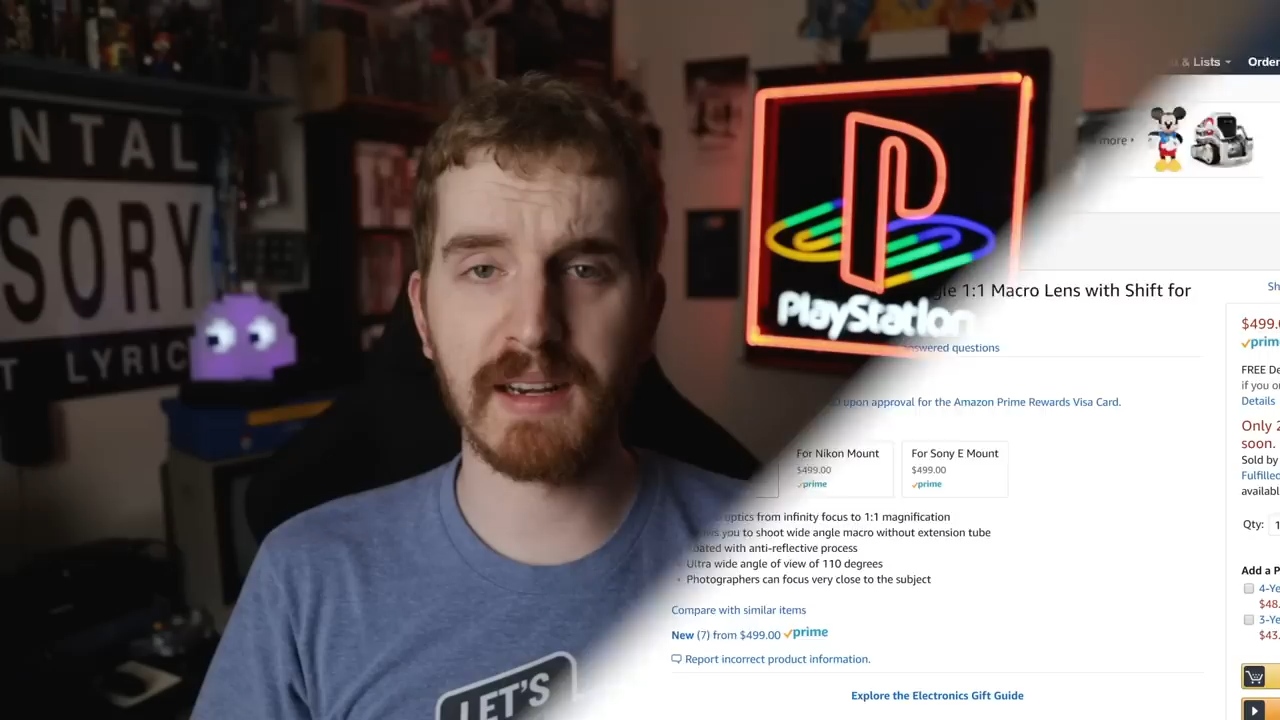 NTAL
SORY
T LYRIC
PlayStation
LET'S
& Lists
Order
more
1:1 Macro Lens with Shift for
answered questions
upon approval for the Amazon Prime Rewards Visa Card.
For Nikon Mount
$499.00
prime
For Sony E Mount
$499.00
prime
optics from infinity focus to 1:1 magnification
you to shoot wide angle macro without extension tube
coated with anti-reflective process
Ultra wide angle of view of 110 degrees
Photographers can focus very close to the subject
Compare with similar items
New (7) from $499.00 prime
Report incorrect product information.
Explore the Electronics Gift Guide
Sh
$499.0
prime
FREE De
if you o
Details
Only 2
soon.
Sold by
Fulfilled
availabl
Qty: 1
Add a P
4-Ye
$48.
3-Ye
$43.